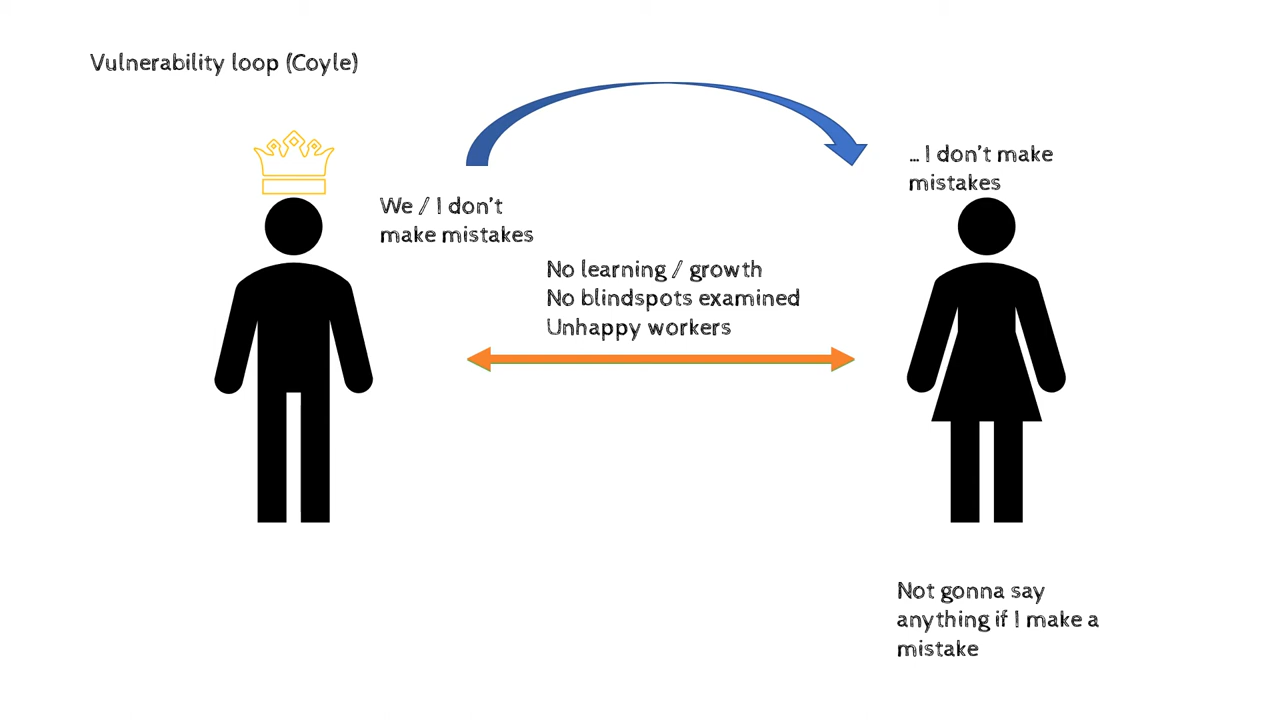 Vulnerability loop (Coyle)
We / I don't
make mistakes
... I don't make
mistakes
No learning / growth
No blindspots examined
Unhappy workers
Not gonna say
anything if I make a
mistake